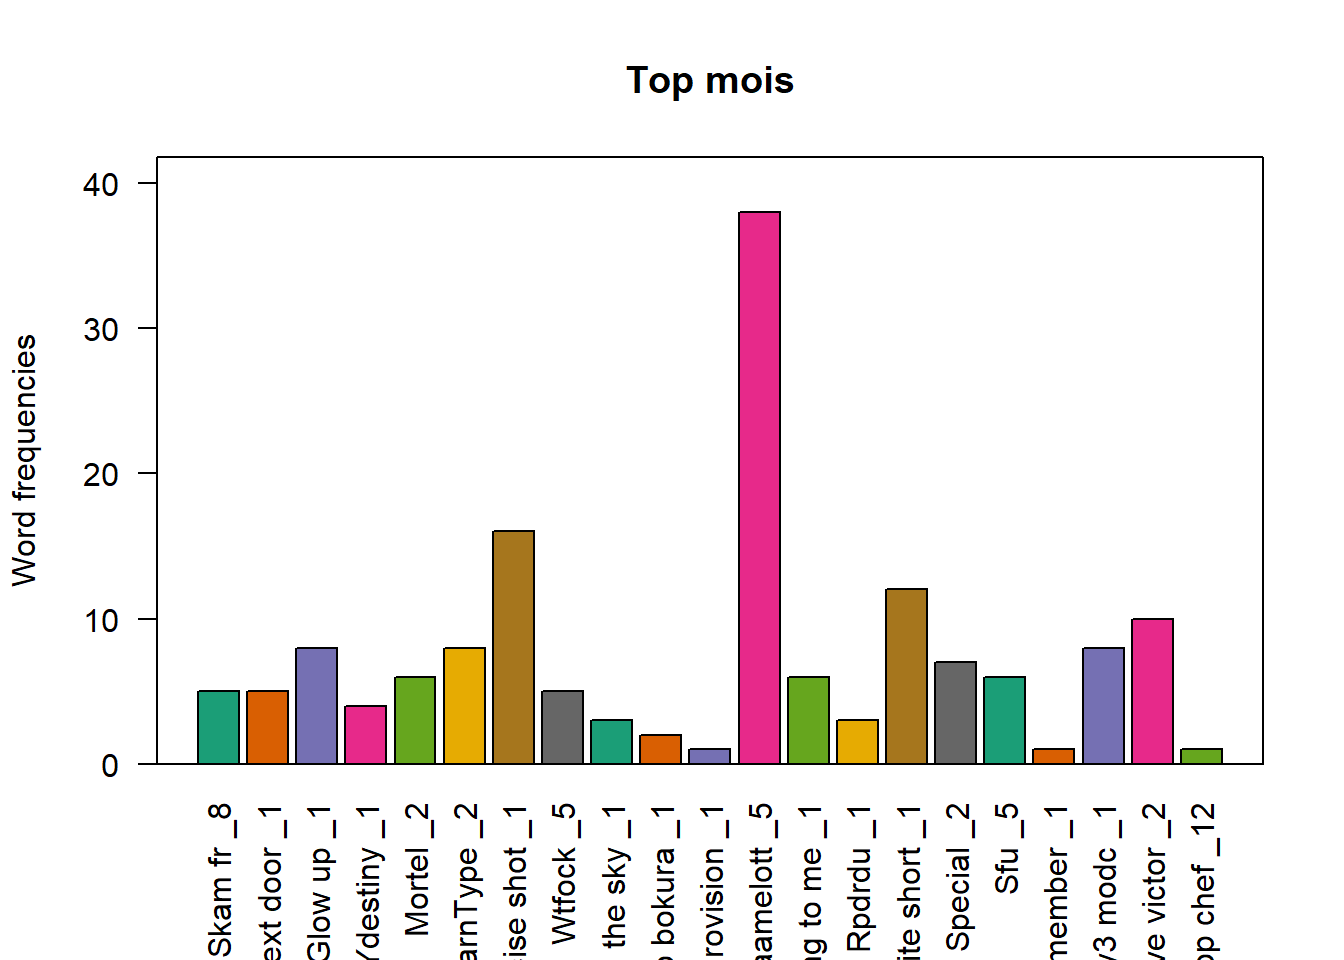 Top mois
Word frequencies
40
30
20
10
0
Skam fr _8
ext door _1
Glow up _1
Ydestiny _1
Mortel _2
arnType _2
ise shot _1
Wtfock _5
the sky _1
bokura _1
rovision _1
aamelott _5
ng to me _1
Rpdrdu _1
ite short _1
Special _2
Sfu _5
member _1
y3 modc _1
ve victor _2
op chef _12